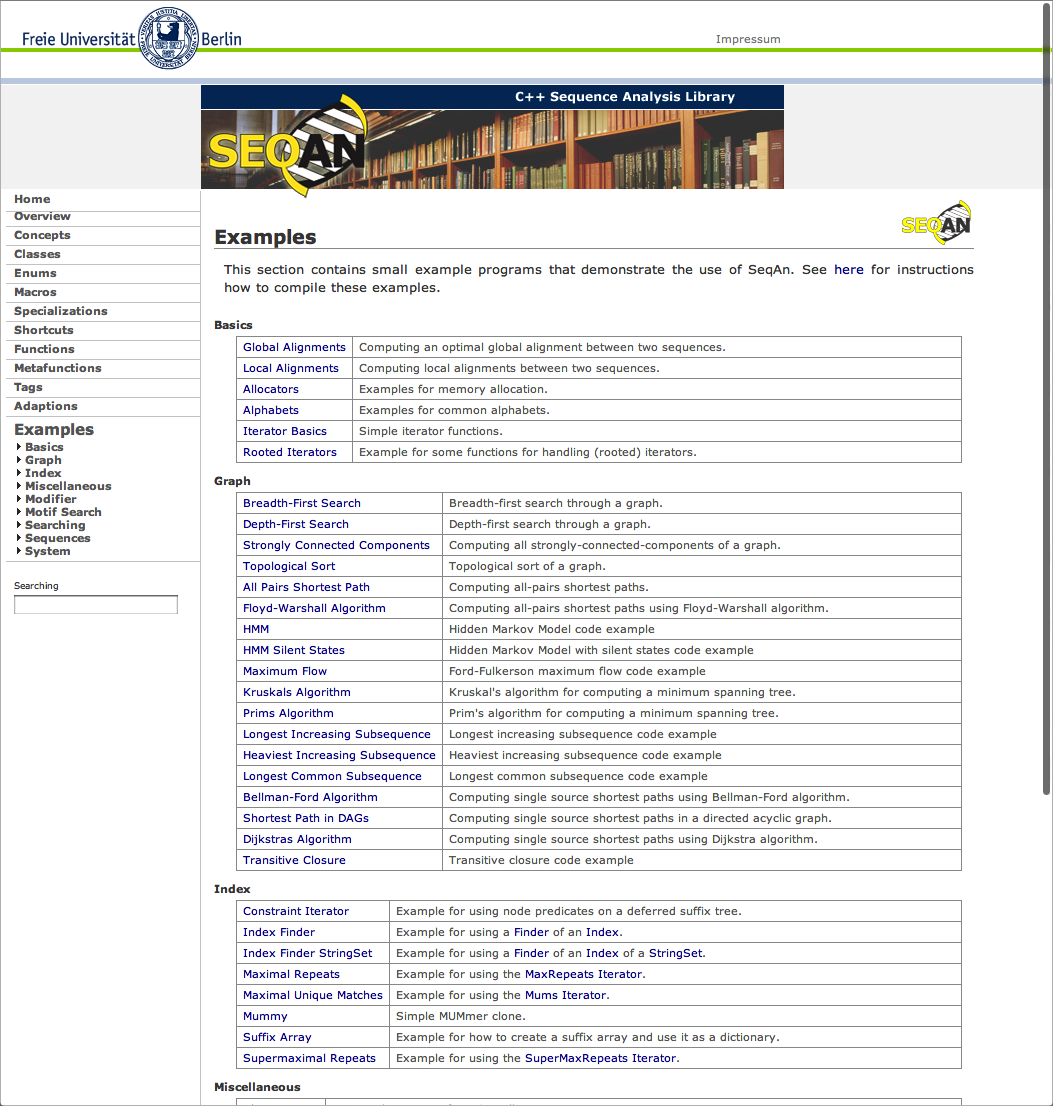 Freie Universität Berlin
Impressum
C++ Sequence Analysis Library
SEQAN
Home
Overview
Concepts
Classes
Enums
Macros
Specializations
Shortcuts
Functions
Metafunctions
Tags
Adaptions
Examples
Basics
Graph
Index
Miscellaneous
Modifier
Motif Search
Searching
Sequences
System
Searching
SEQAN
Examples
This section contains small example programs that demonstrate the use of SeqAn. See here for instructions
how to compile these examples.
Basics
Global Alignments Computing an optimal global alignment between two sequences.
Local Alignments Computing local alignments between two sequences.
Allocators Examples for memory allocation.
Alphabets Examples for common alphabets.
Iterator Basics Simple iterator functions.
Rooted Iterators Example for some functions for handling (rooted) iterators.
Graph
Breadth-First Search Breadth-first search through a graph.
Depth-First Search Depth-first search through a graph.
Strongly Connected Components Computing all strongly-connected-components of a graph.
Topological Sort Topological sort of a graph.
All Pairs Shortest Path Computing all-pairs shortest paths.
Floyd-Warshall Algorithm Computing all-pairs shortest paths using Floyd-Warshall algorithm.
HMM Hidden Markov Model code example
HMM Silent States Hidden Markov Model with silent states code example
Maximum Flow Ford-Fulkerson maximum flow code example
Kruskals Algorithm Kruskal's algorithm for computing a minimum spanning tree.
Prims Algorithm Prim's algorithm for computing a minimum spanning tree.
Longest Increasing Subsequence Longest increasing subsequence code example
Heaviest Increasing Subsequence Heaviest increasing subsequence code example
Longest Common Subsequence Longest common subsequence code example
Bellman-Ford Algorithm Computing single source shortest paths using Bellman-Ford algorithm.
Shortest Path in DAGs Computing single source shortest paths in a directed acyclic graph.
Dijkstras Algorithm Computing single source shortest paths using Dijkstra algorithm.
Transitive Closure Transitive closure code example
Index
Constraint Iterator Example for using node predicates on a deferred suffix tree.
Index Finder Example for using a Finder of an Index.
Index Finder StringSet Example for using a Finder of an Index of a StringSet.
Maximal Repeats Example for using the MaxRepeats Iterator.
Maximal Unique Matches Example for using the Mums Iterator.
Mummy Simple MUMmer clone.
Suffix Array Example for how to create a suffix array and use it as a dictionary.
Supermaximal Repeats Example for using the SuperMaxRepeats Iterator.
Miscellaneous